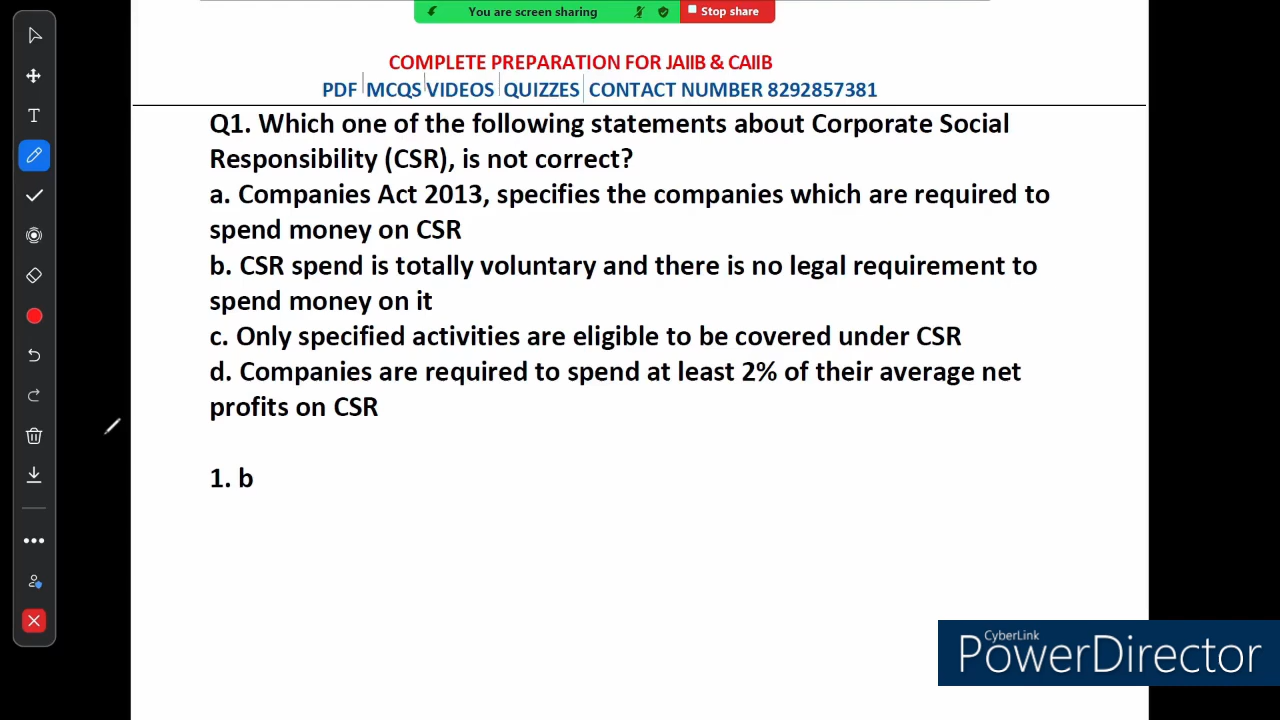 You are screen sharing Stop share
COMPLETE PREPARATION FOR JAIIB & CAIIB
PDF MCQS VIDEOS QUIZZES CONTACT NUMBER 8292857381
Q1. Which one of the following statements about Corporate Social
Responsibility (CSR), is not correct?
a. Companies Act 2013, specifies the companies which are required to
spend money on CSR
b. CSR spend is totally voluntary and there is no legal requirement to
spend money on it
c. Only specified activities are eligible to be covered under CSR
d. Companies are required to spend at least 2% of their average net
profits on CSR
1. b
CyberLink
PowerDirector